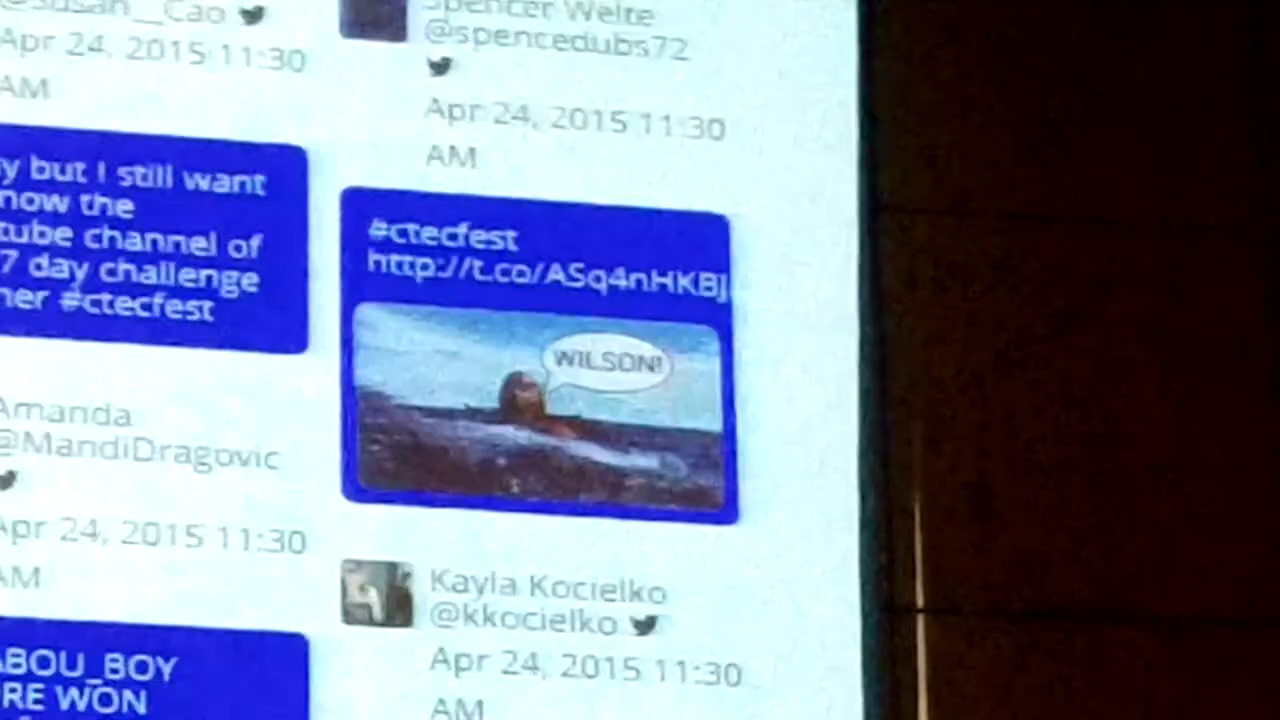 @Susan__Cao
Apr 24, 2015 11:30
AM
y but I still want
now the
tube channel of
7 day challenge
ner #ctecfest
Amanda
@MandiDragovic
Apr 24, 2015 11:30
AM
ABOU_BOY
RE WON
Spencer Welte
@spencedubs72
Apr 24, 2015 11:30
AM
#ctecfest
http://t.co/ASq4nHKBJ
WILSON!
Kayla Kocielko
@kkocielko
Apr 24, 2015 11:30
AM